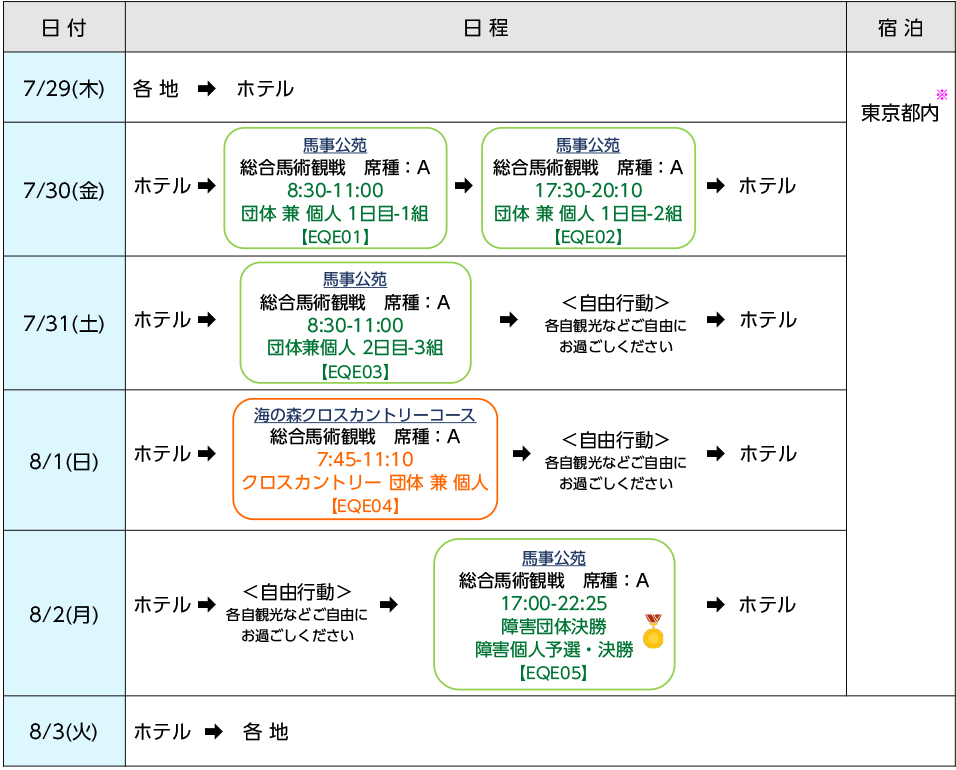 日付 日程 宿泊
7/29(木) 各地 ➡ ホテル
※
東京都内
7/30(金) ホテル ➡
馬事公苑
総合馬術観戦 席種：A
8:30-11:00
団体 兼 個人 1日目-1組
【EQE01】
➡
馬事公苑
総合馬術観戦 席種：A
17:30-20:10
団体 兼 個人 1日目-2組
【EQE02】
➡ ホテル
7/31(土) ホテル ➡
馬事公苑
総合馬術観戦 席種：A
8:30-11:00
団体兼個人 2日目-3組
【EQE03】
➡
＜自由行動＞
各自観光などご自由に
お過ごしください
➡ ホテル
8/1(日) ホテル ➡
海の森クロスカントリーコース
総合馬術観戦 席種：A
7:45-11:10
クロスカントリー 団体 兼 個人
【EQE04】
➡
＜自由行動＞
各自観光などご自由に
お過ごしください
➡ ホテル
8/2(月) ホテル ➡
＜自由行動＞
各自観光などご自由に
お過ごしください
➡
馬事公苑
総合馬術観戦 席種：A
17:00-22:25
障害団体決勝
障害個人予選・決勝
【EQE05】
➡ ホテル
8/3(火) ホテル ➡ 各地